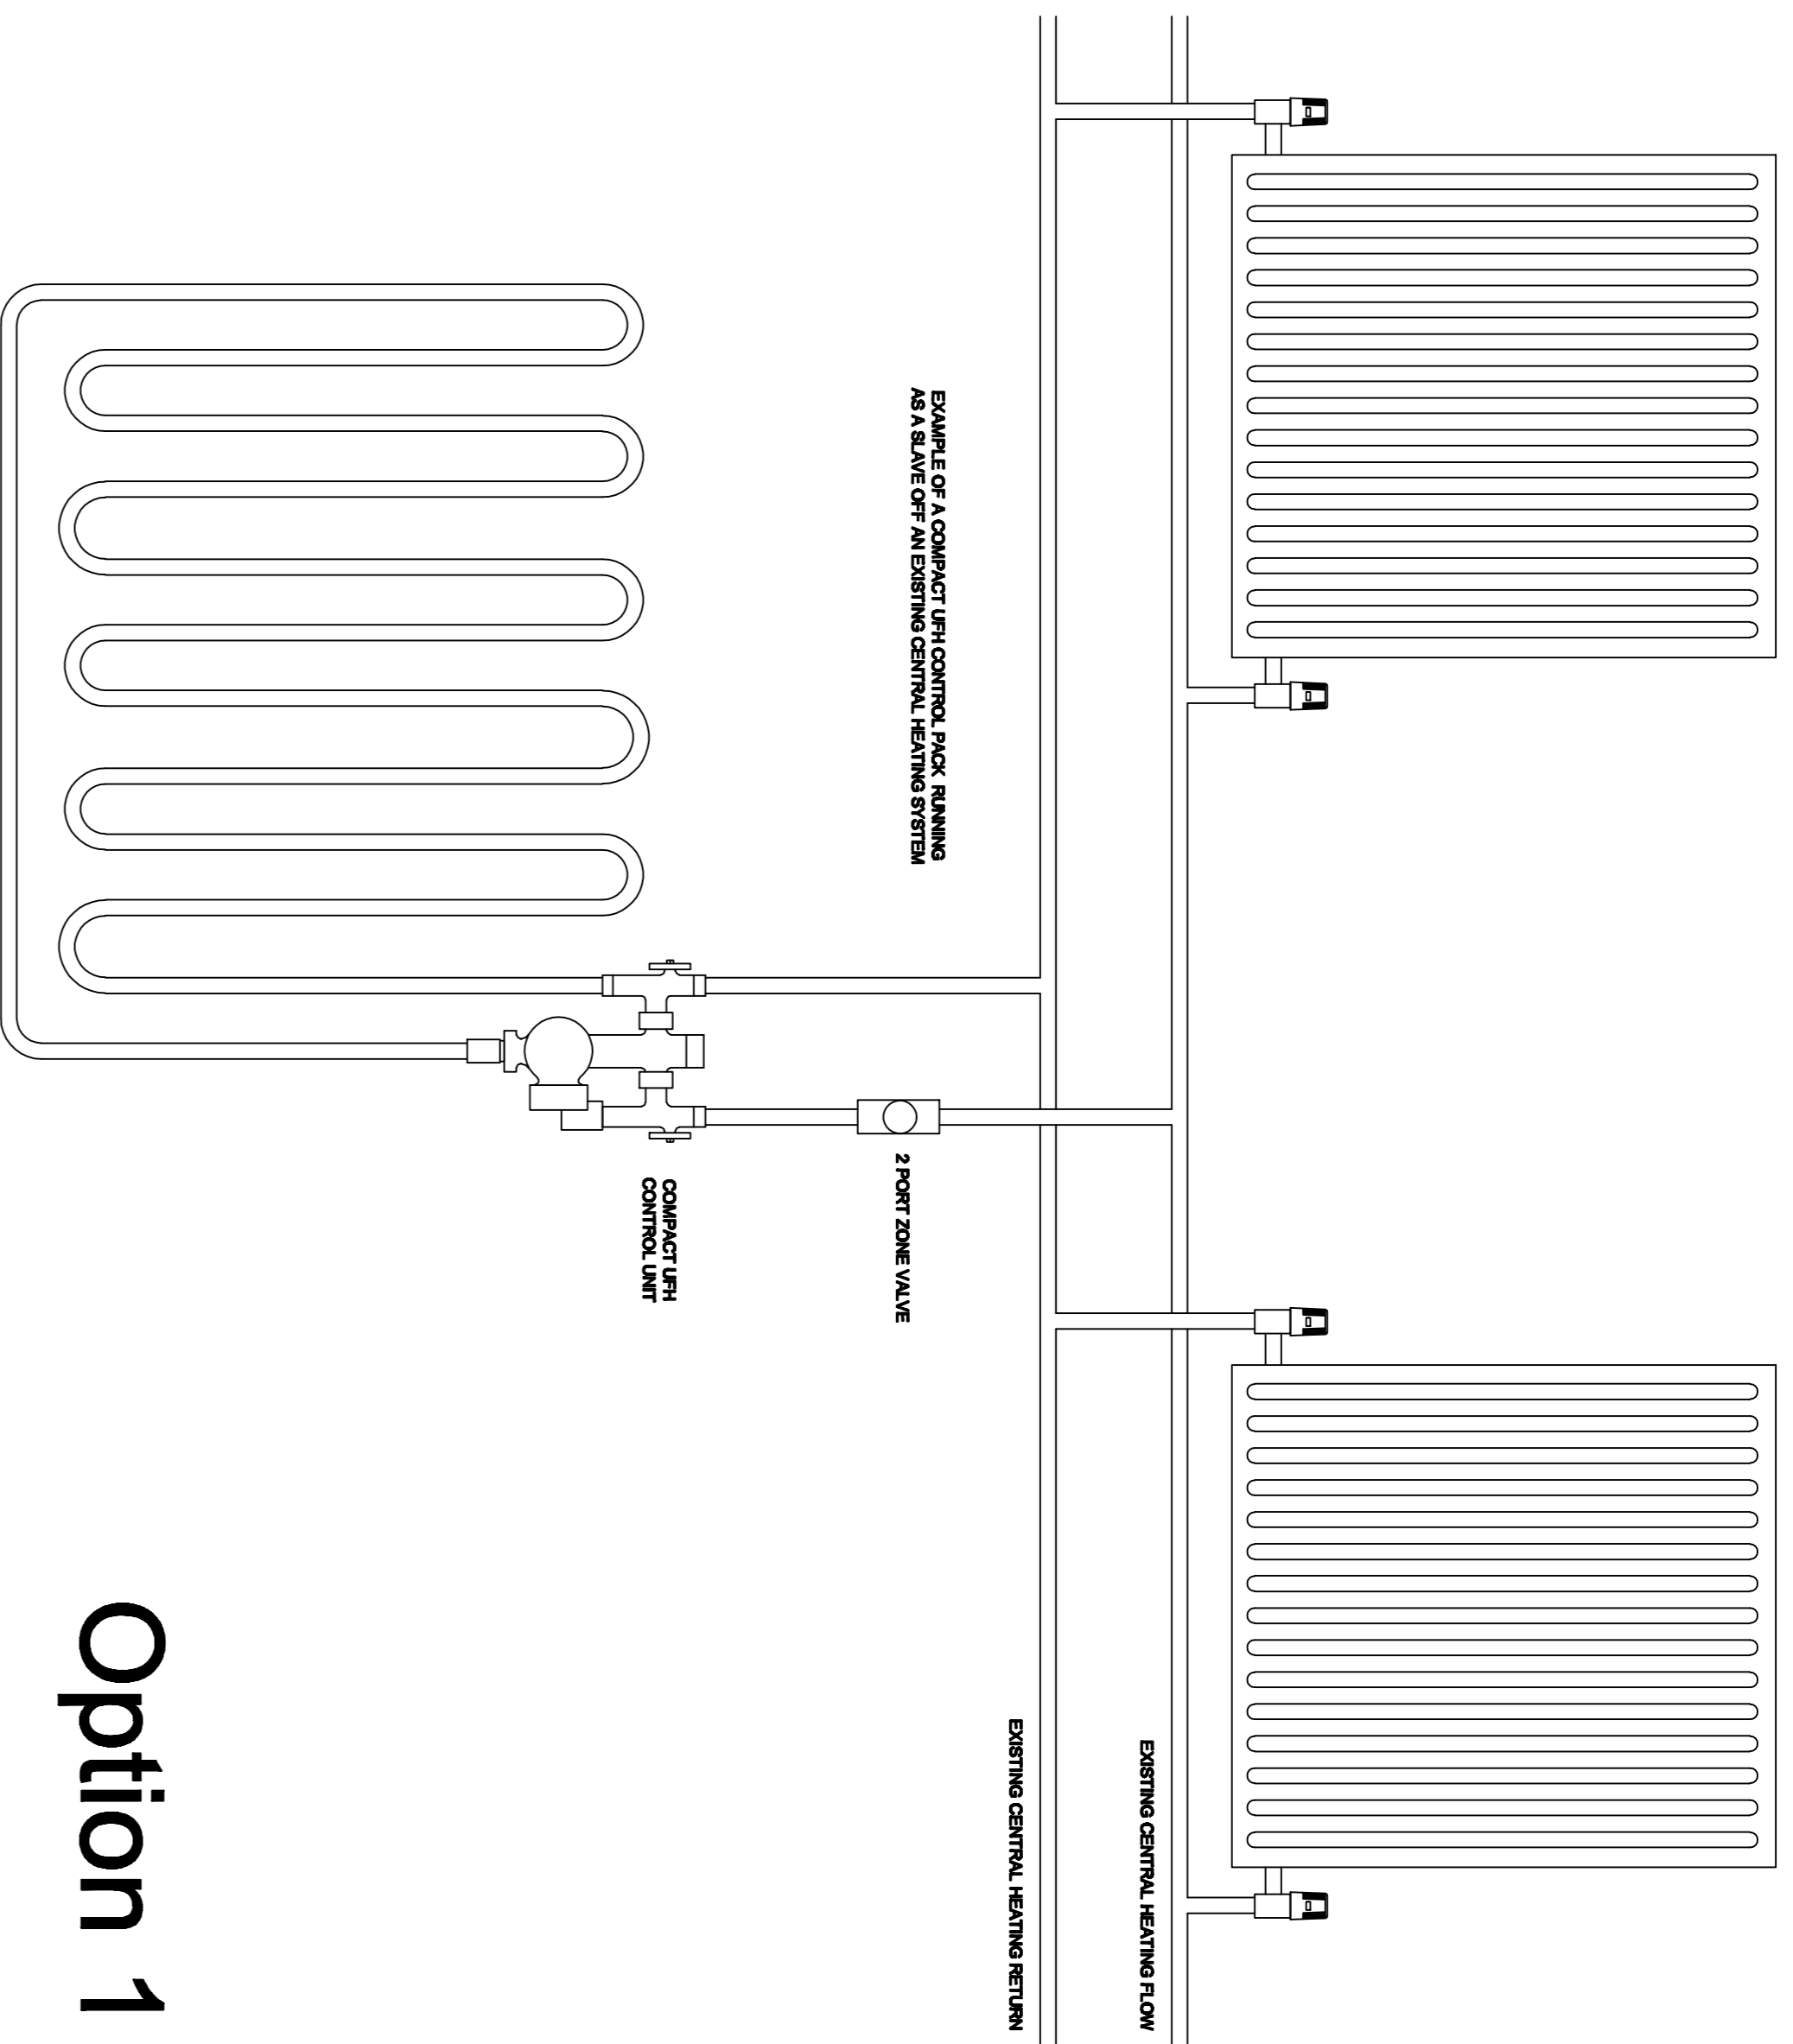 EXISTING CENTRAL HEATING FLOW
EXISTING CENTRAL HEATING RETURN
EXAMPLE OF A COMPACT UFH CONTROL PACK RUNNING
AS A SLAVE OFF AN EXISTING CENTRAL HEATING SYSTEM
2 PORT ZONE VALVE
COMPACT UFH
CONTROL UNIT
Option 1